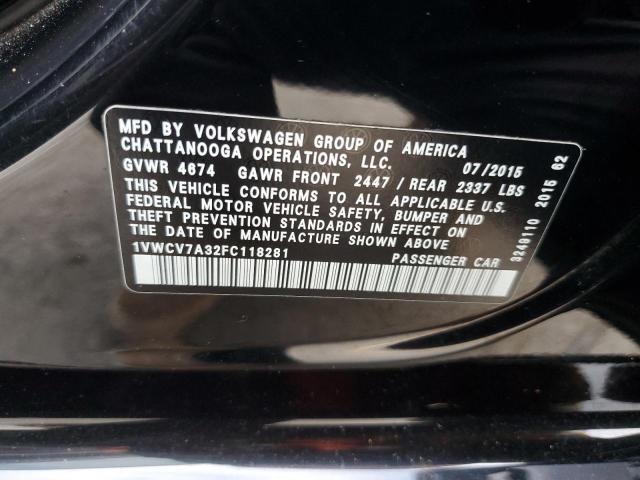 MFD BY VOLKSWAGEN GROUP OF AMERICA
CHATTANOOGA OPERATIONS, LLC. 07/2015
GVWR 4674 GAWR FRONT 2447 / REAR 2337 LBS
THIS VEHICLE CONFORMS TO ALL APPLICABLE U.S.
FEDERAL MOTOR VEHICLE SAFETY, BUMPER AND
THEFT PREVENTION STANDARDS IN EFFECT ON THE
DATE OF MANUFACTURE SHOWN ABOVE
1VWCV7A32FC118281 PASSENGER CAR
3249110 2015 62